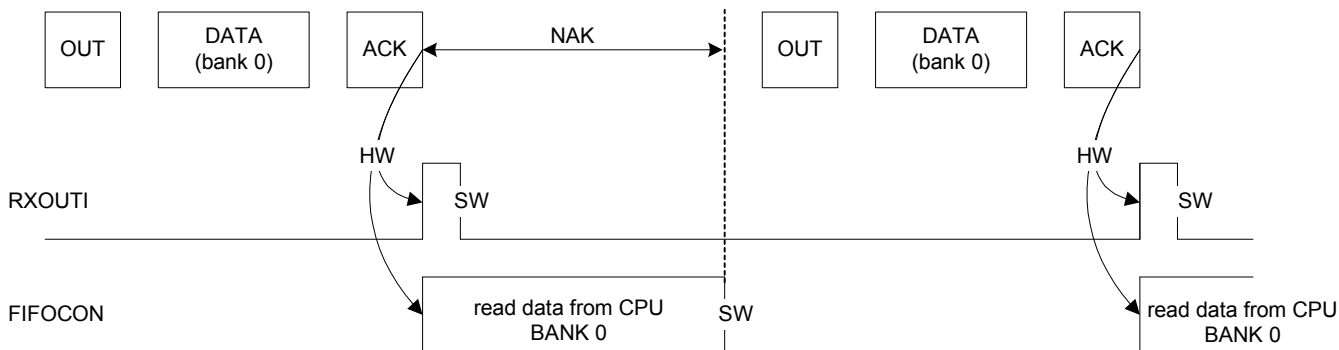 OUT
DATA
(bank 0)
ACK
NAK
OUT
DATA
(bank 0)
ACK
HW
HW
RXOUTI
SW
SW
FIFOCON
read data from CPU
BANK 0
SW
read data from CPU
BANK 0